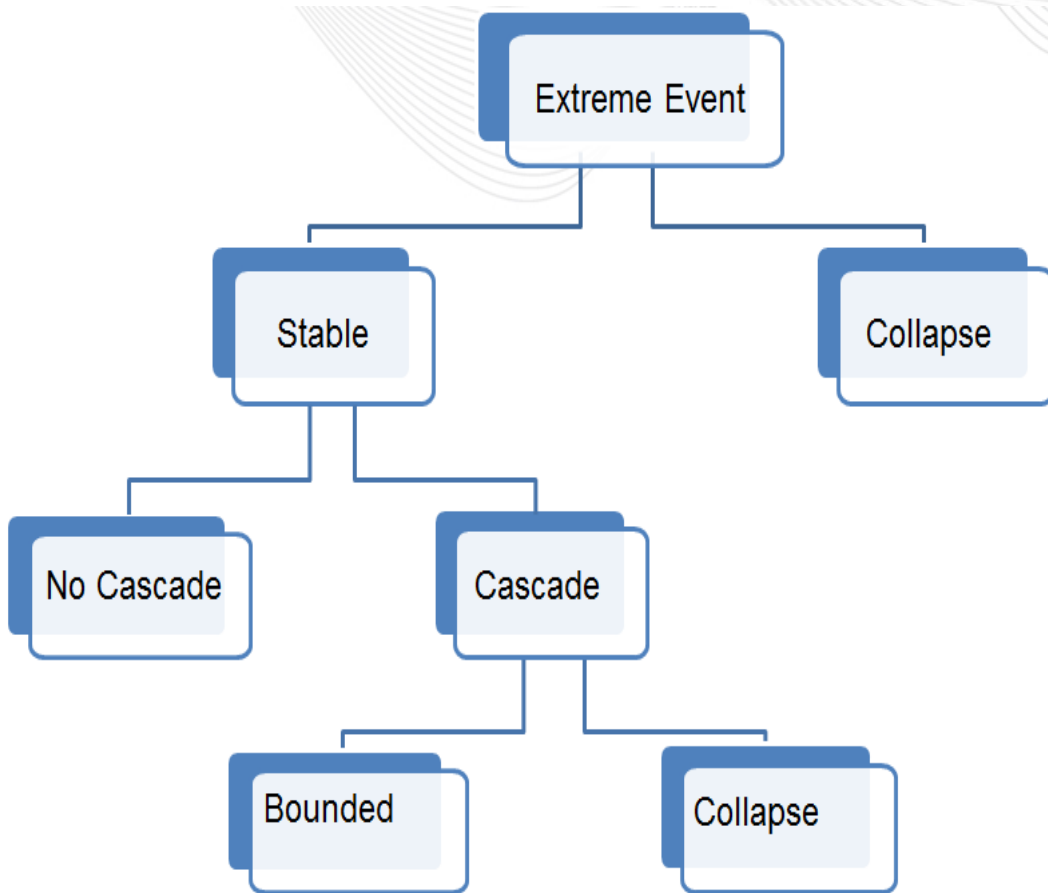 Extreme Event
Stable
Collapse
No Cascade
Cascade
Bounded
Collapse